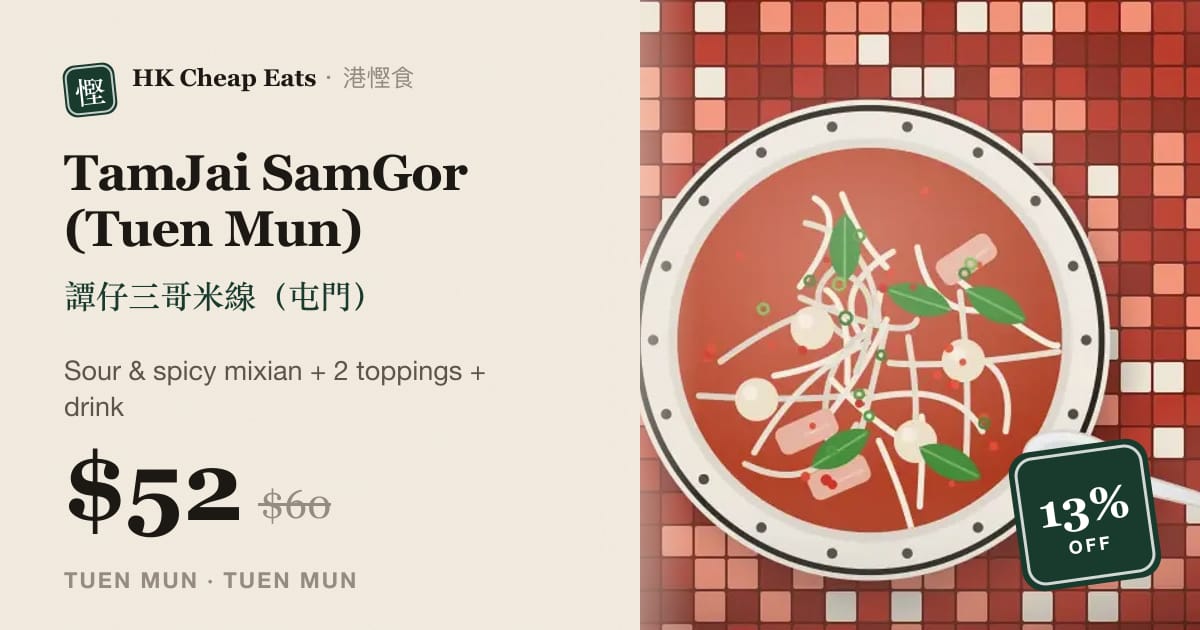 慳
HK Cheap Eats · 港慳食
TamJai SamGor
(Tuen Mun)
譚仔三哥米線（屯門）
Sour & spicy mixian + 2 toppings +
drink
$52 $60
TUEN MUN · TUEN MUN
13%
OFF